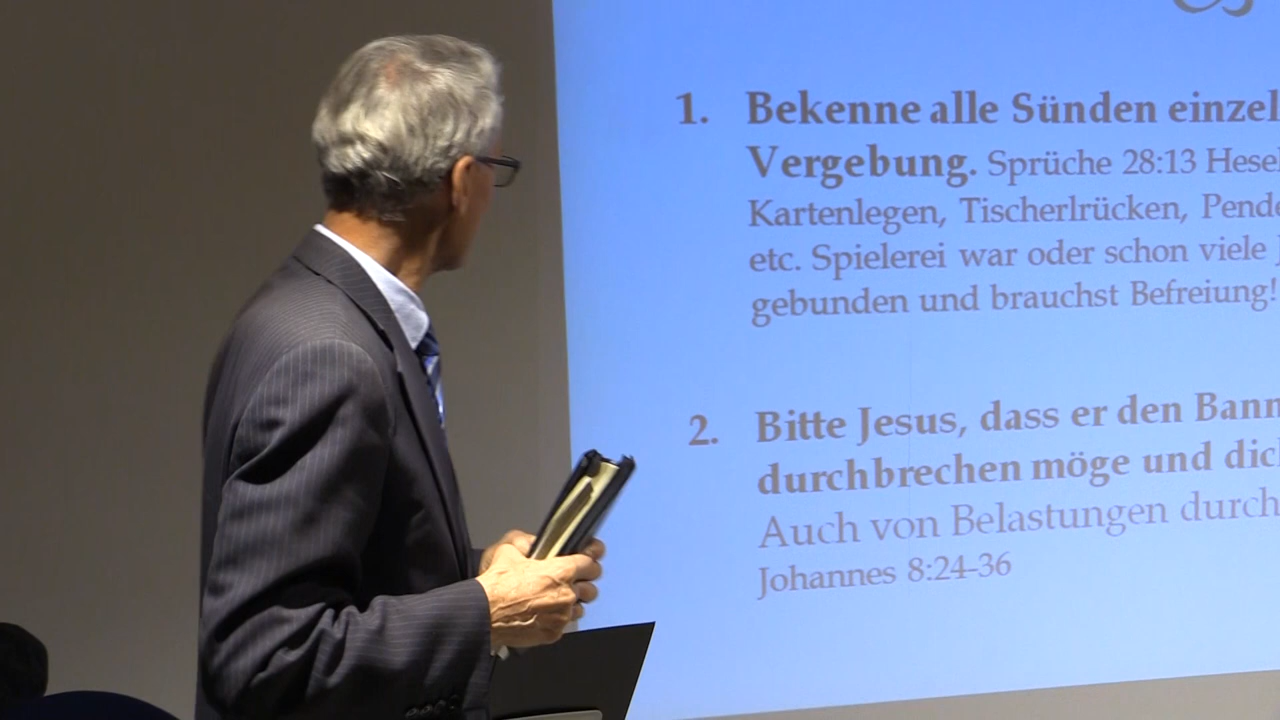 1. Bekenne alle Sünden einzel
Vergebung. Sprüche 28:13 Hesel
Kartenlegen, Tischerlrücken, Pende
etc. Spielerei war oder schon viele
gebunden und brauchst Befreiung!
2. Bitte Jesus, dass er den Bann
durchbrechen möge und dich
Auch von Belastungen durch
Johannes 8:24-36